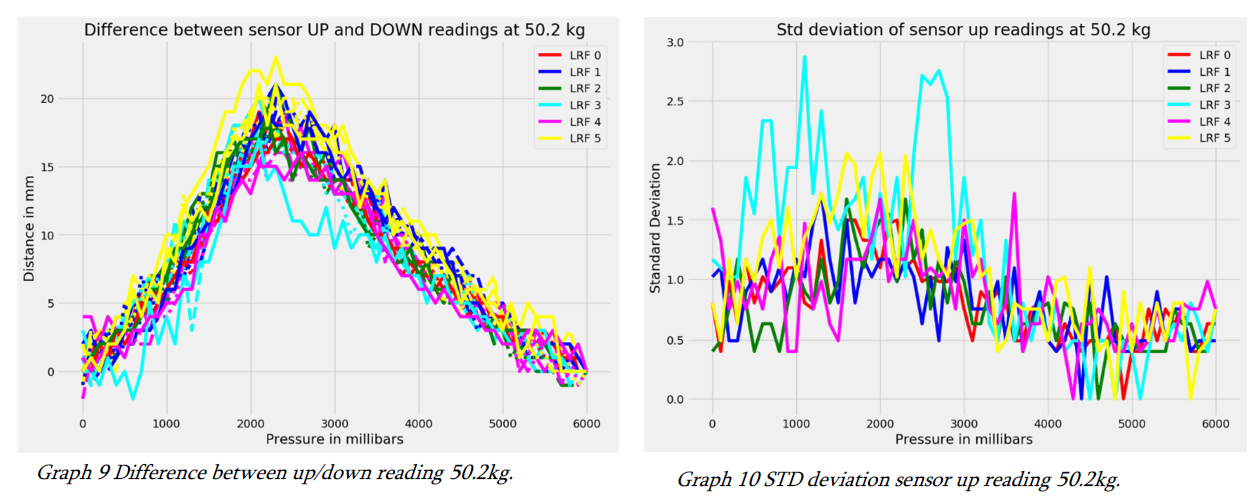 Difference between sensor UP and DOWN readings at 50.2 kg
LRF 0
LRF 1
LRF 2
LRF 3
LRF 4
LRF 5
20
15
10
5
0
Distance in mm
0 1000 2000 3000 4000 5000 6000
Pressure in millibars
Graph 9 Difference between up/down reading 50.2kg.
Std deviation of sensor up readings at 50.2 kg
3.0
LRF 0
LRF 1
LRF 2
LRF 3
LRF 4
LRF 5
2.5
2.0
1.5
1.0
0.5
0.0
Standard Deviation
0 1000 2000 3000 4000 5000 6000
Pressure in millibars
Graph 10 STD deviation sensor up reading 50.2kg.